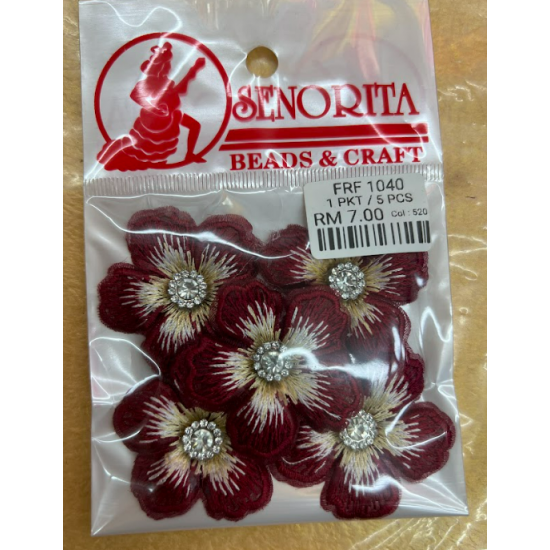 SENORITA
BEADS & CRAFT
FRF 1040
1 PKT / 5 PCS
RM 7.00 Col : 520